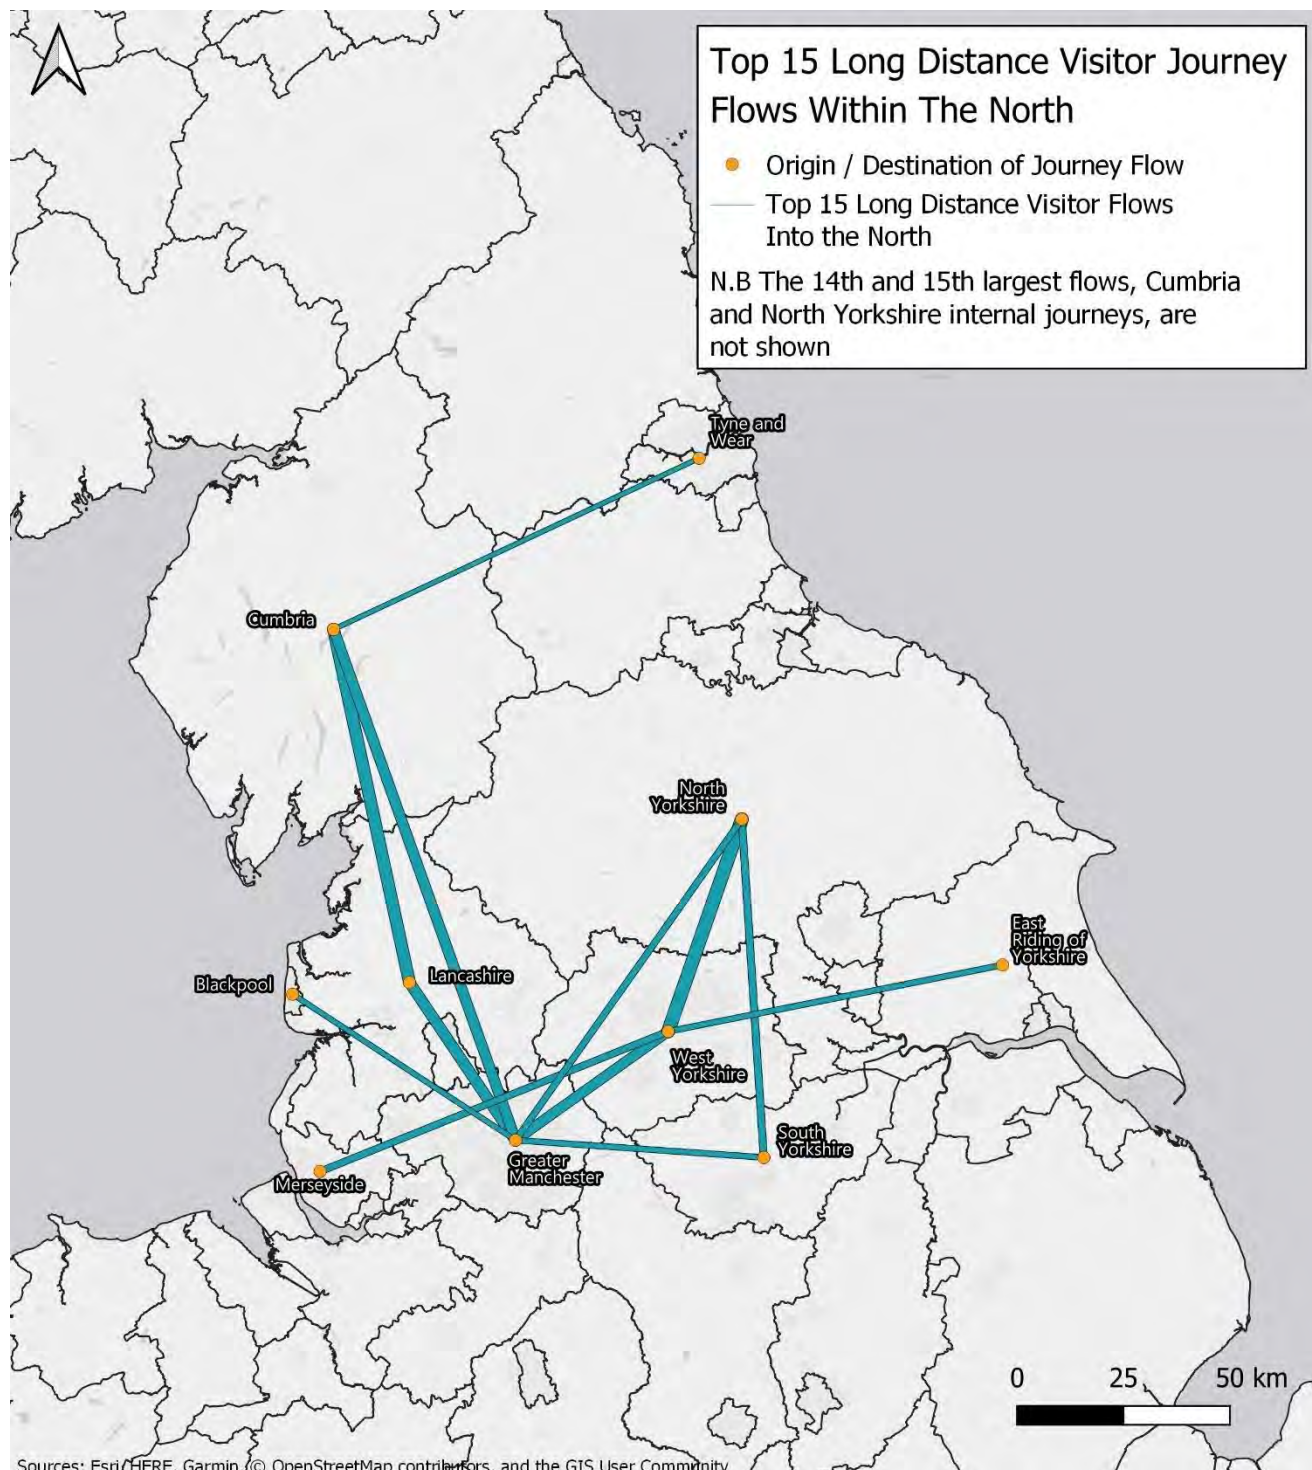 Top 15 Long Distance Visitor Journey
Flows Within The North
Origin / Destination of Journey Flow
Top 15 Long Distance Visitor Flows
Into the North
N.B The 14th and 15th largest flows, Cumbria
and North Yorkshire internal journeys, are
not shown
Tyne and
Wear
Cumbria
North
Yorkshire
East
Riding of
Yorkshire
Lancashire
Blackpool
West
Yorkshire
South
Yorkshire
Greater
Manchester
Merseyside
0 25 50 km
Sources: Esri, HERE, Garmin, (c) OpenStreetMap contributors, and the GIS User Community